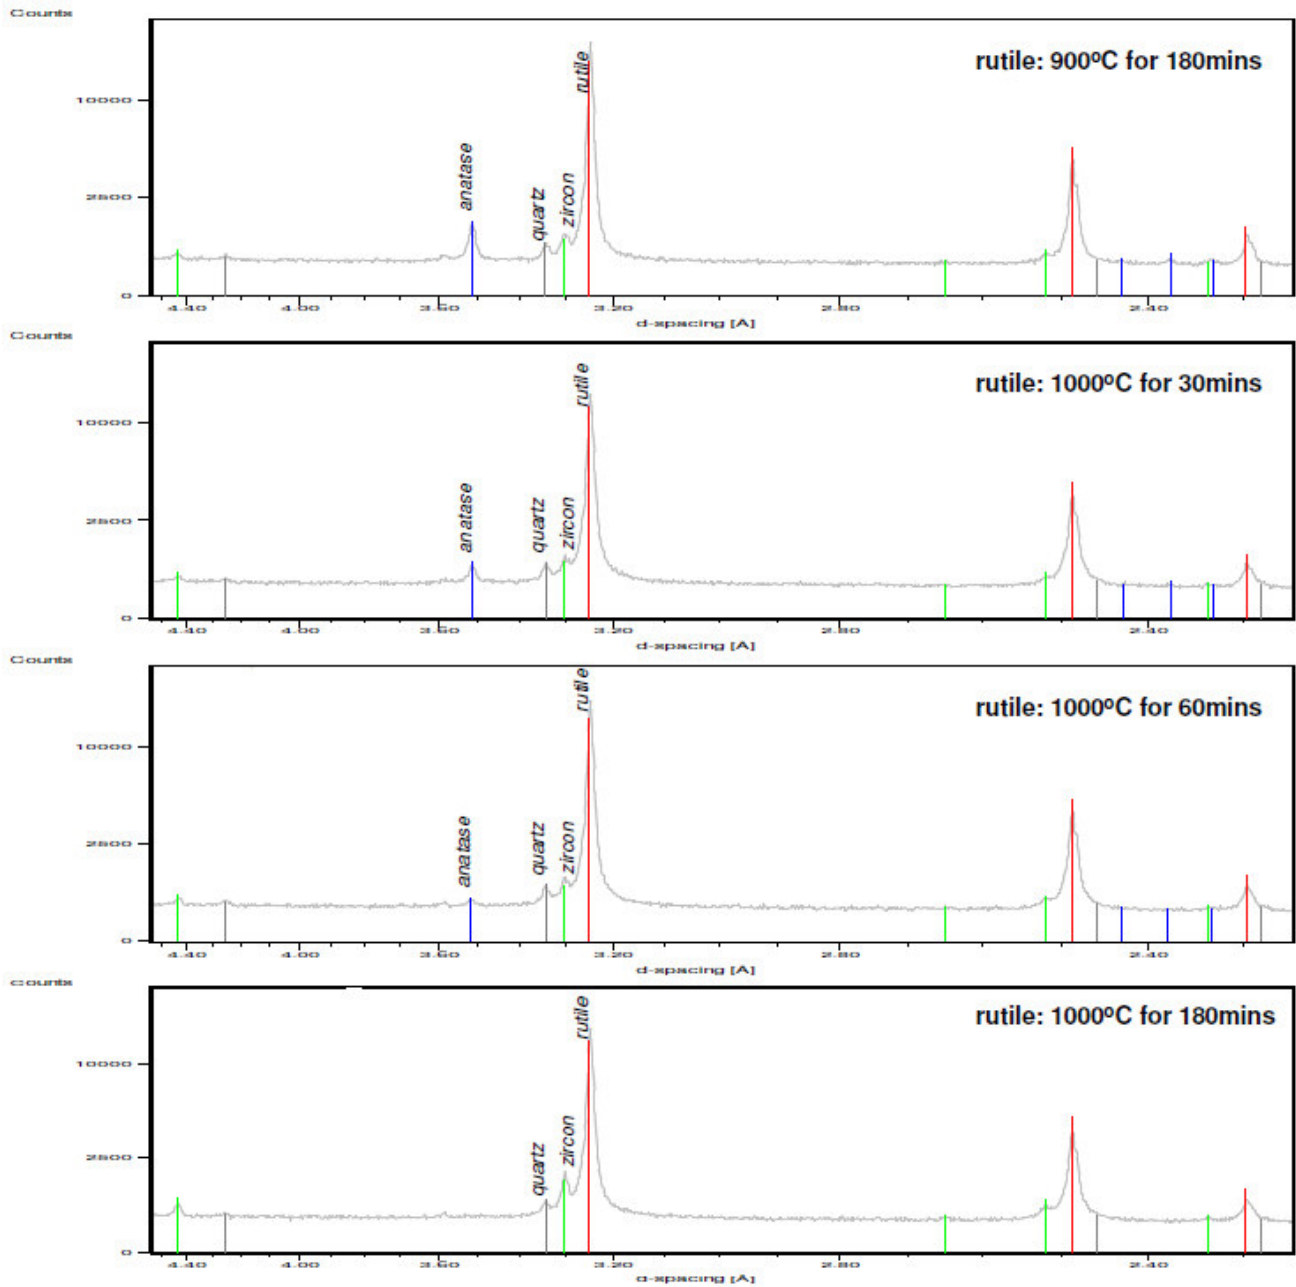 Counts
rutile: 900ºC for 180mins
rutile
10000
anatase
quartz
zircon
2500
0
4.40 4.00 3.60 3.20 2.80 2.40
d-spacing [Å]
Counts
rutile: 1000ºC for 30mins
rutile
10000
anatase
quartz
zircon
2500
0
4.40 4.00 3.60 3.20 2.80 2.40
d-spacing [Å]
Counts
rutile: 1000ºC for 60mins
rutile
10000
anatase
quartz
zircon
2500
0
4.40 4.00 3.60 3.20 2.80 2.40
d-spacing [Å]
Counts
rutile: 1000ºC for 180mins
rutile
10000
quartz
zircon
2500
0
4.40 4.00 3.60 3.20 2.80 2.40
d-spacing [Å]